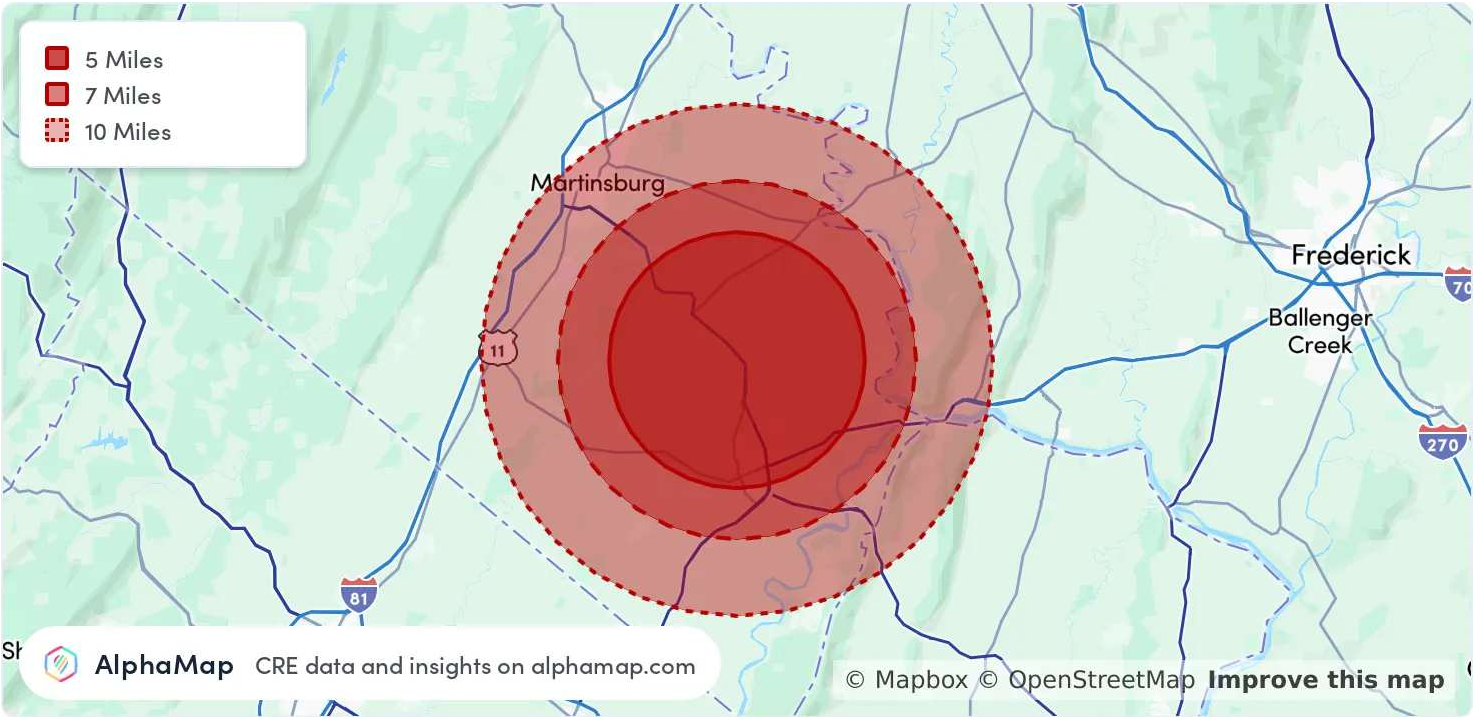 5 Miles
7 Miles
10 Miles
Martinsburg
Frederick
70
Ballenger
Creek
11
270
81
Sh
AlphaMap CRE data and insights on alphamap.com
© Mapbox © OpenStreetMap Improve this map